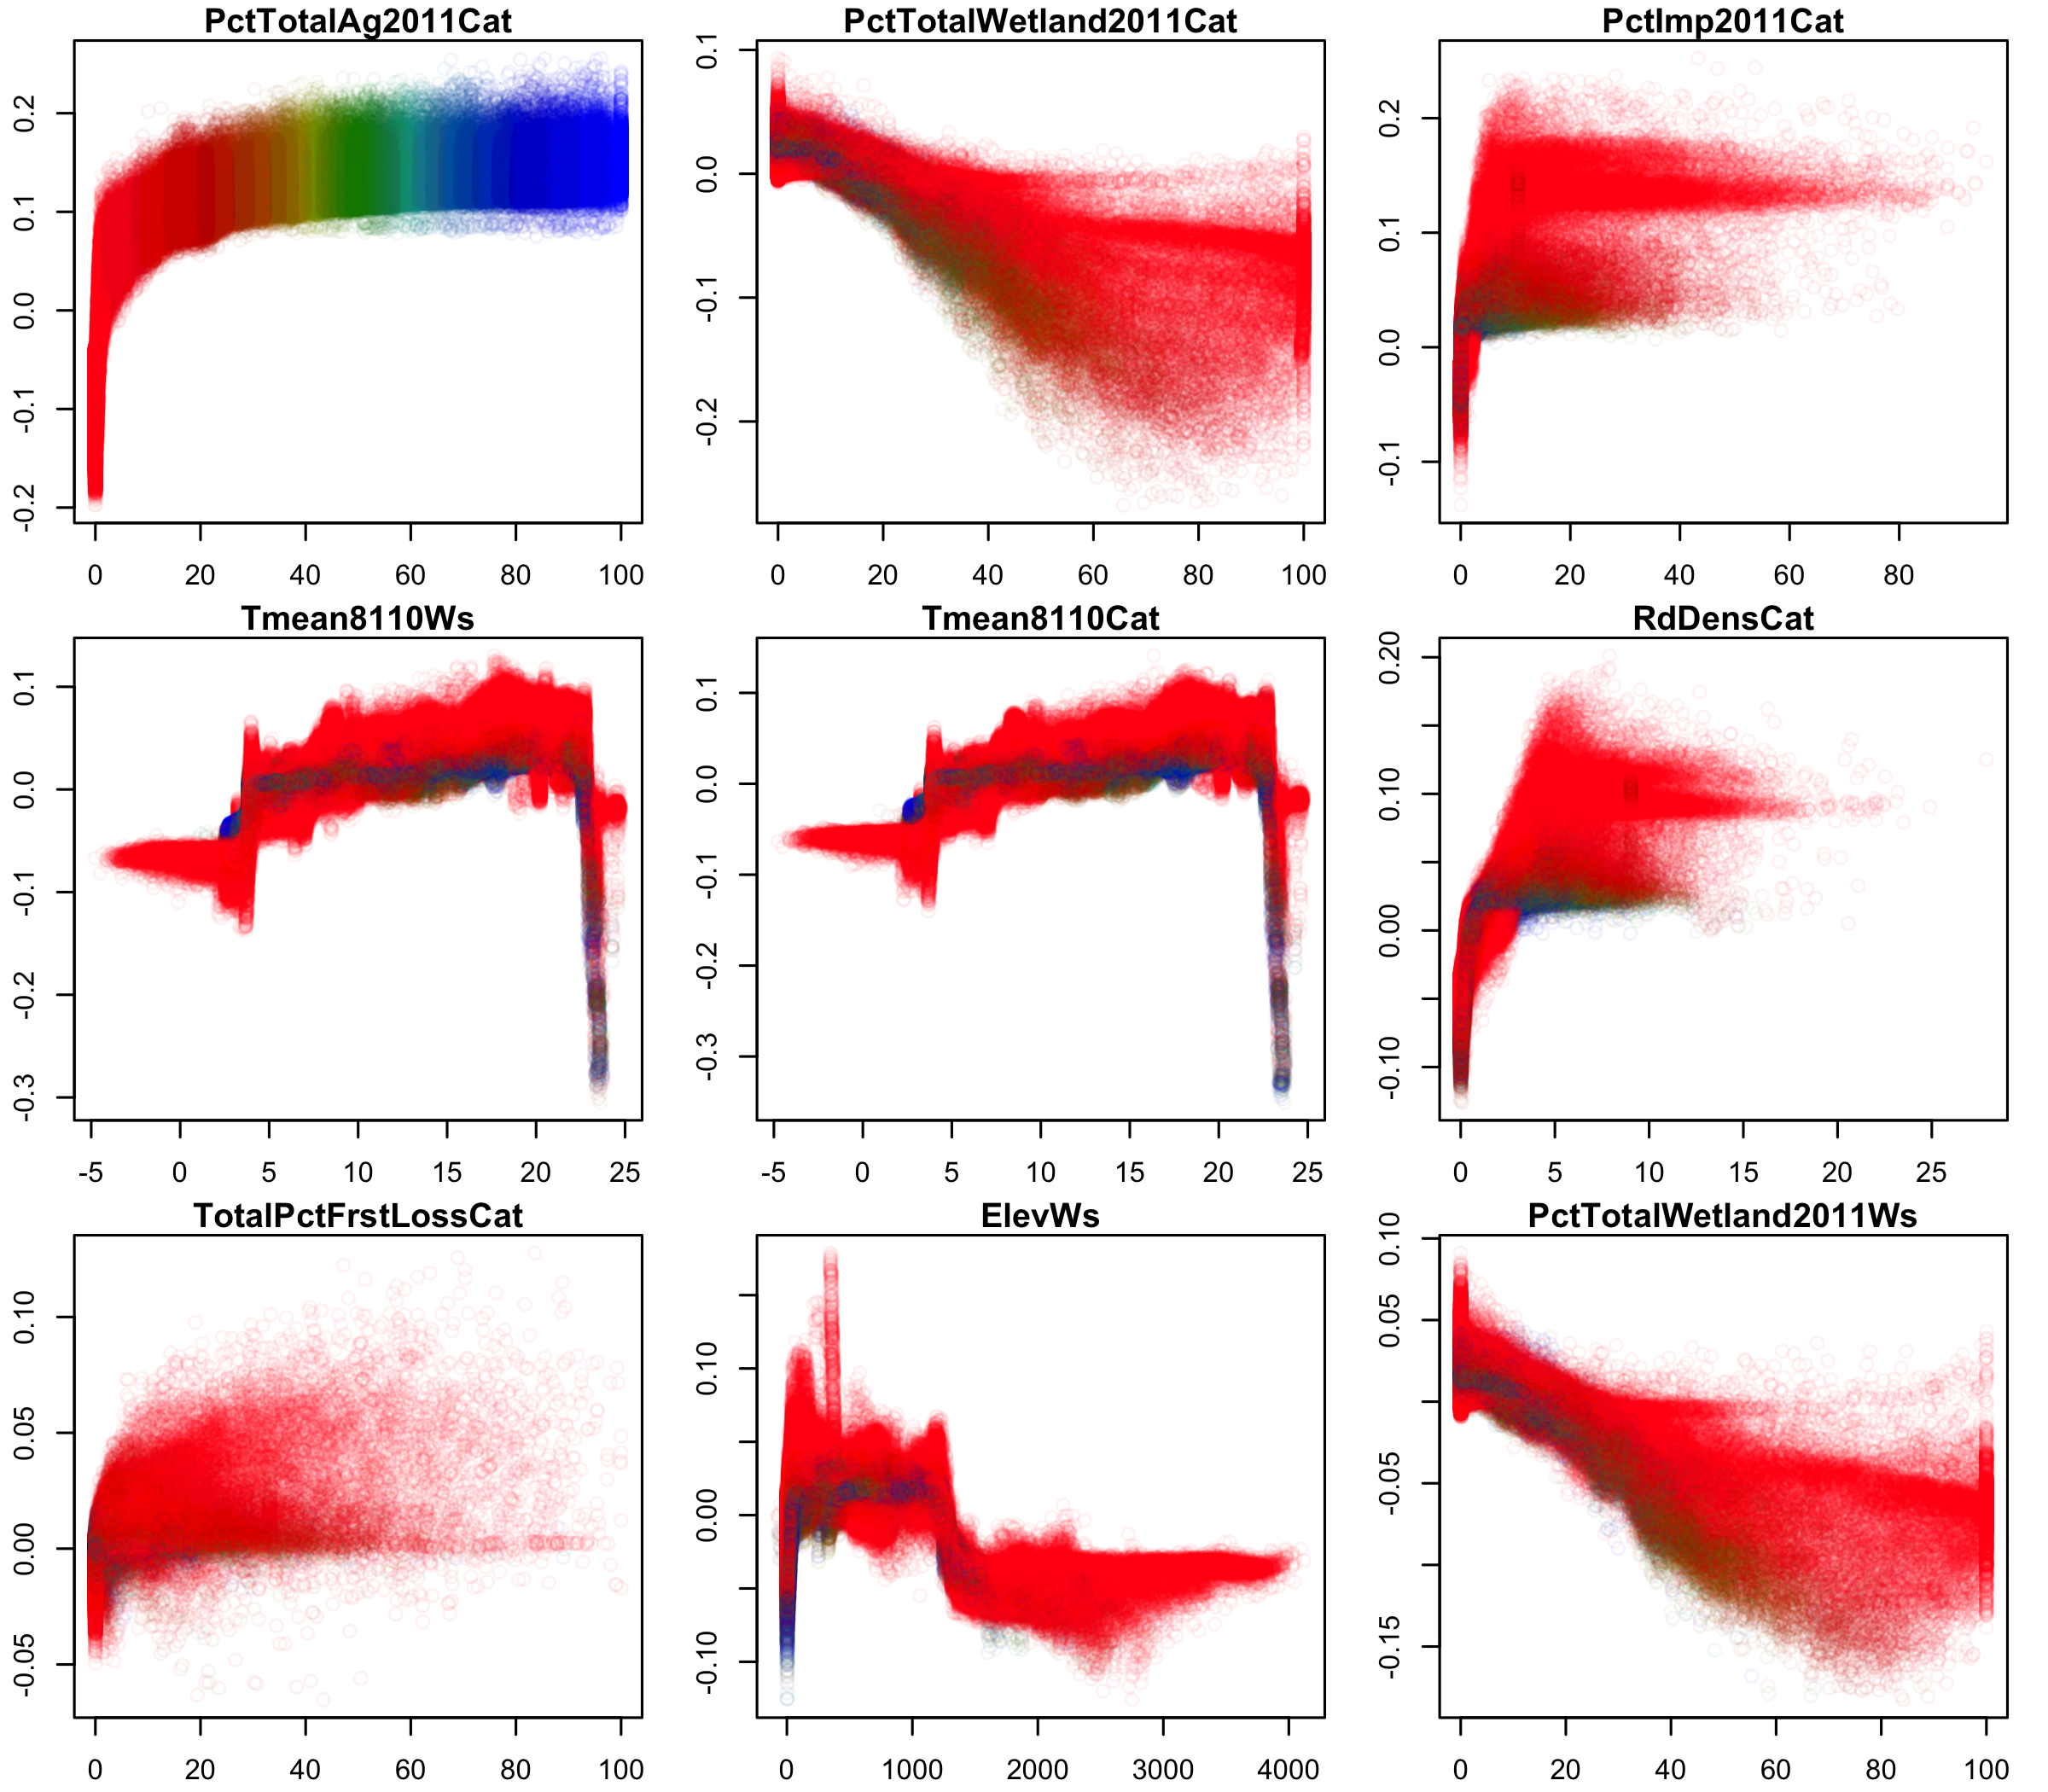 PctTotalAg2011Cat PctTotalWetland2011Cat PctImp2011Cat
0.2 0.1 0.0 -0.1 -0.2
0 20 40 60 80 100
0.1 0.0 -0.1 -0.2
0 20 40 60 80 100
0.2 0.1 0.0 -0.1
0 20 40 60 80
Tmean8110Ws Tmean8110Cat RdDensCat
0.1 0.0 -0.1 -0.2 -0.3
-5 0 5 10 15 20 25
0.1 0.0 -0.1 -0.2 -0.3
-5 0 5 10 15 20 25
0.20 0.10 0.00 -0.10
0 5 10 15 20 25
TotalPctFrstLossCat ElevWs PctTotalWetland2011Ws
0.10 0.05 0.00 -0.05
0 20 40 60 80 100
0.10 0.00 -0.10
0 1000 2000 3000 4000
0.10 0.05 -0.05 -0.15
0 20 40 60 80 100